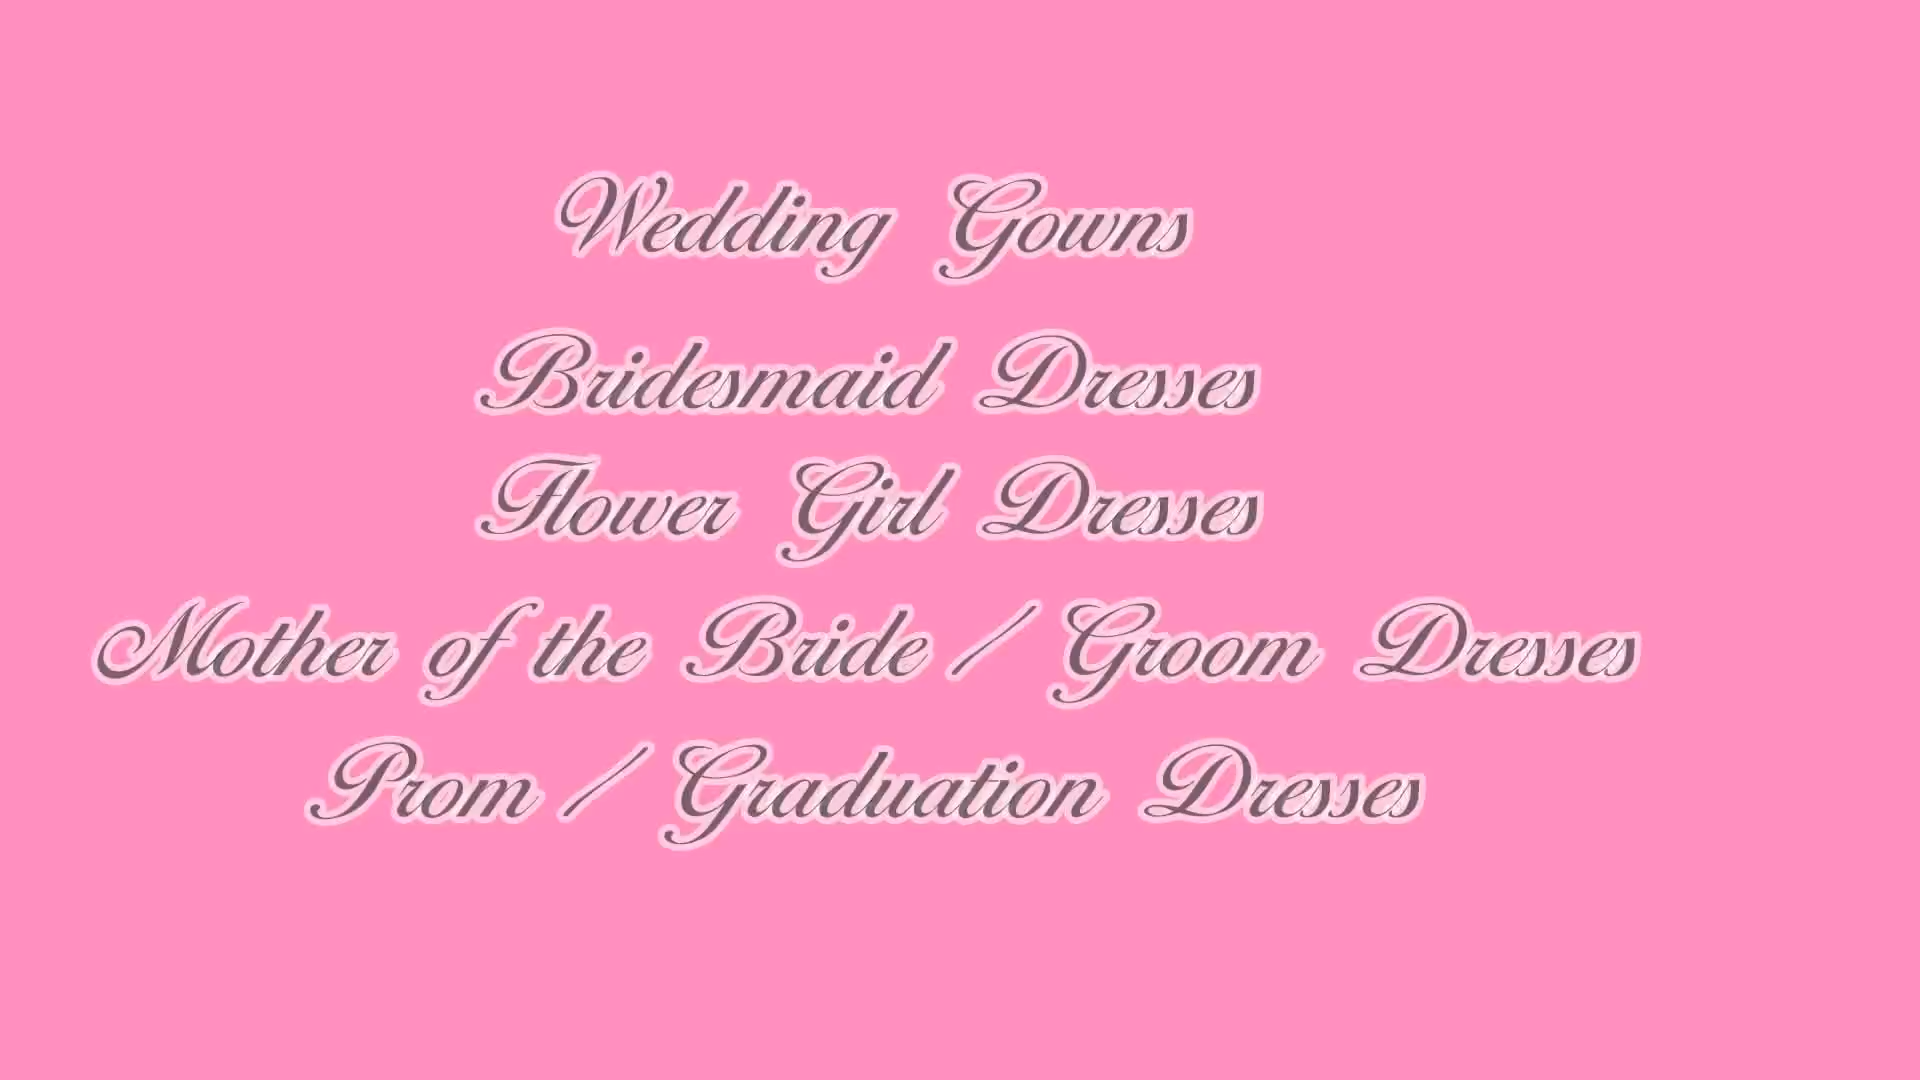 Wedding Gowns
Bridesmaid Dresses
Flower Girl Dresses
Mother of the Bride / Groom Dresses
Prom / Graduation Dresses